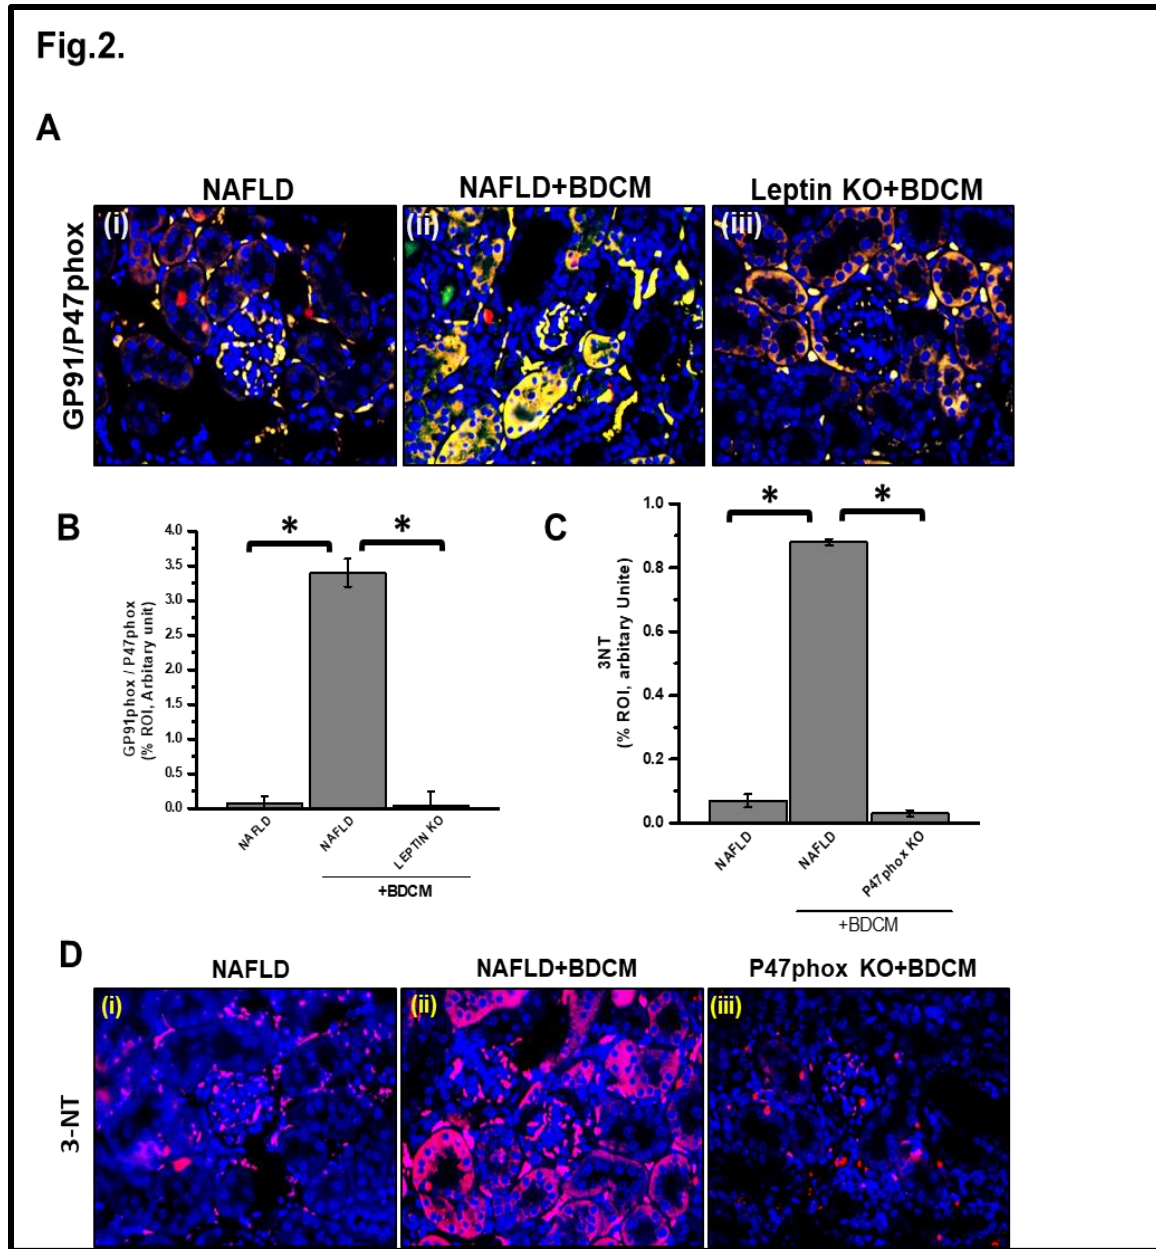 Fig.2.
A
NAFLD
NAFLD+BDCM
Leptin KO+BDCM
GP91/P47phox
(i)
(ii)
(iii)
B
GP91phox / P47phox
(% ROI, Arbitary unit)
4.0
3.5
3.0
2.5
2.0
1.5
1.0
0.5
0.0
*
*
NAFLD
NAFLD
LEPTIN KO
+BDCM
C
3NT
(% ROI, arbitary Unite)
1.0
0.8
0.6
0.4
0.2
0.0
*
*
NAFLD
NAFLD
P47phox KO
+BDCM
D
NAFLD
NAFLD+BDCM
P47phox KO+BDCM
3-NT
(i)
(ii)
(iii)